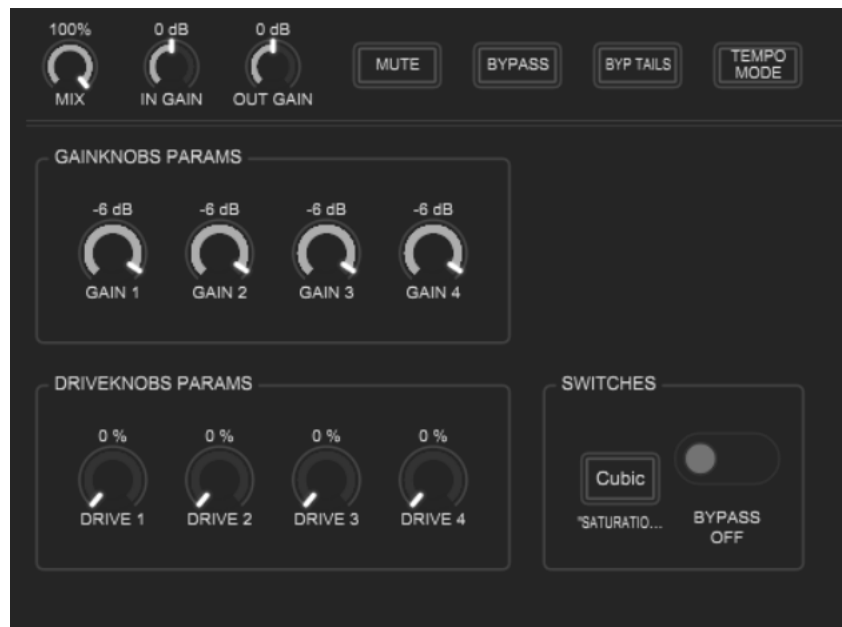 100% 0 dB 0 dB
MIX IN GAIN OUT GAIN
MUTE
BYPASS
BYP TAILS
TEMPO
MODE
GAINKNOBS PARAMS
-6 dB -6 dB -6 dB -6 dB
GAIN 1 GAIN 2 GAIN 3 GAIN 4
DRIVEKNOBS PARAMS
0 % 0 % 0 % 0 %
DRIVE 1 DRIVE 2 DRIVE 3 DRIVE 4
SWITCHES
Cubic
"SATURATIO...
BYPASS
OFF